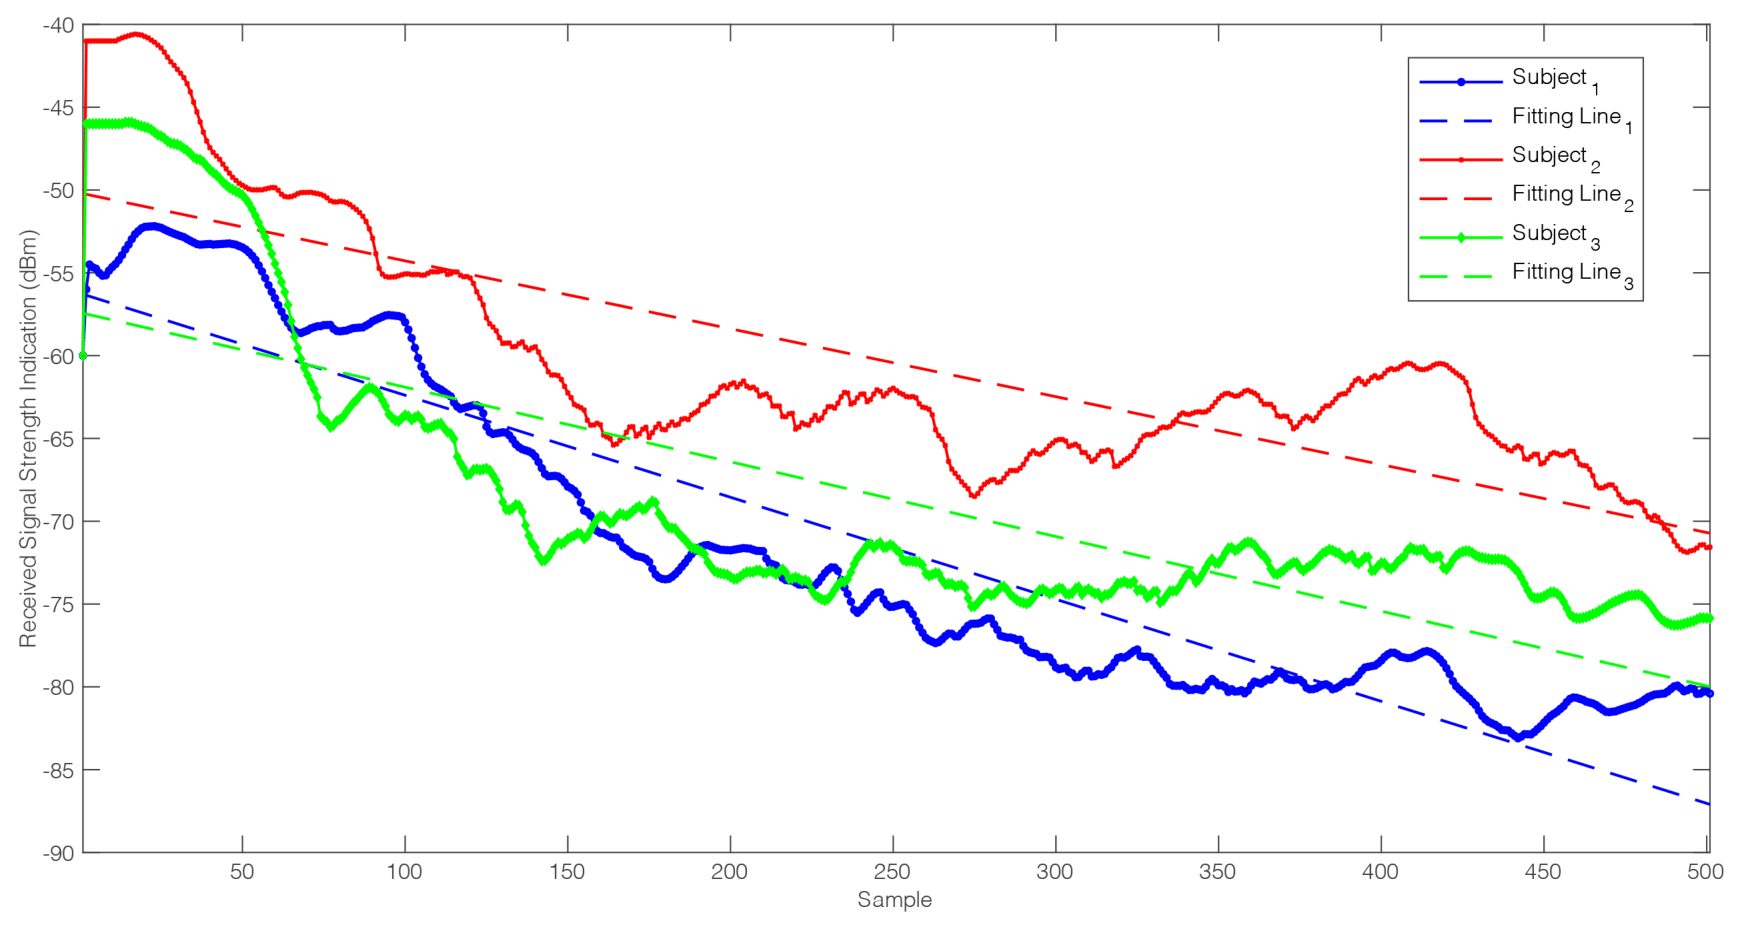 -40
-45
-50
-55
-60
-65
-70
-75
-80
-85
-90
Received Signal Strength Indication (dBm)
50 100 150 200 250 300 350 400 450 500
Sample
Subject 1
Fitting Line 1
Subject 2
Fitting Line 2
Subject 3
Fitting Line 3